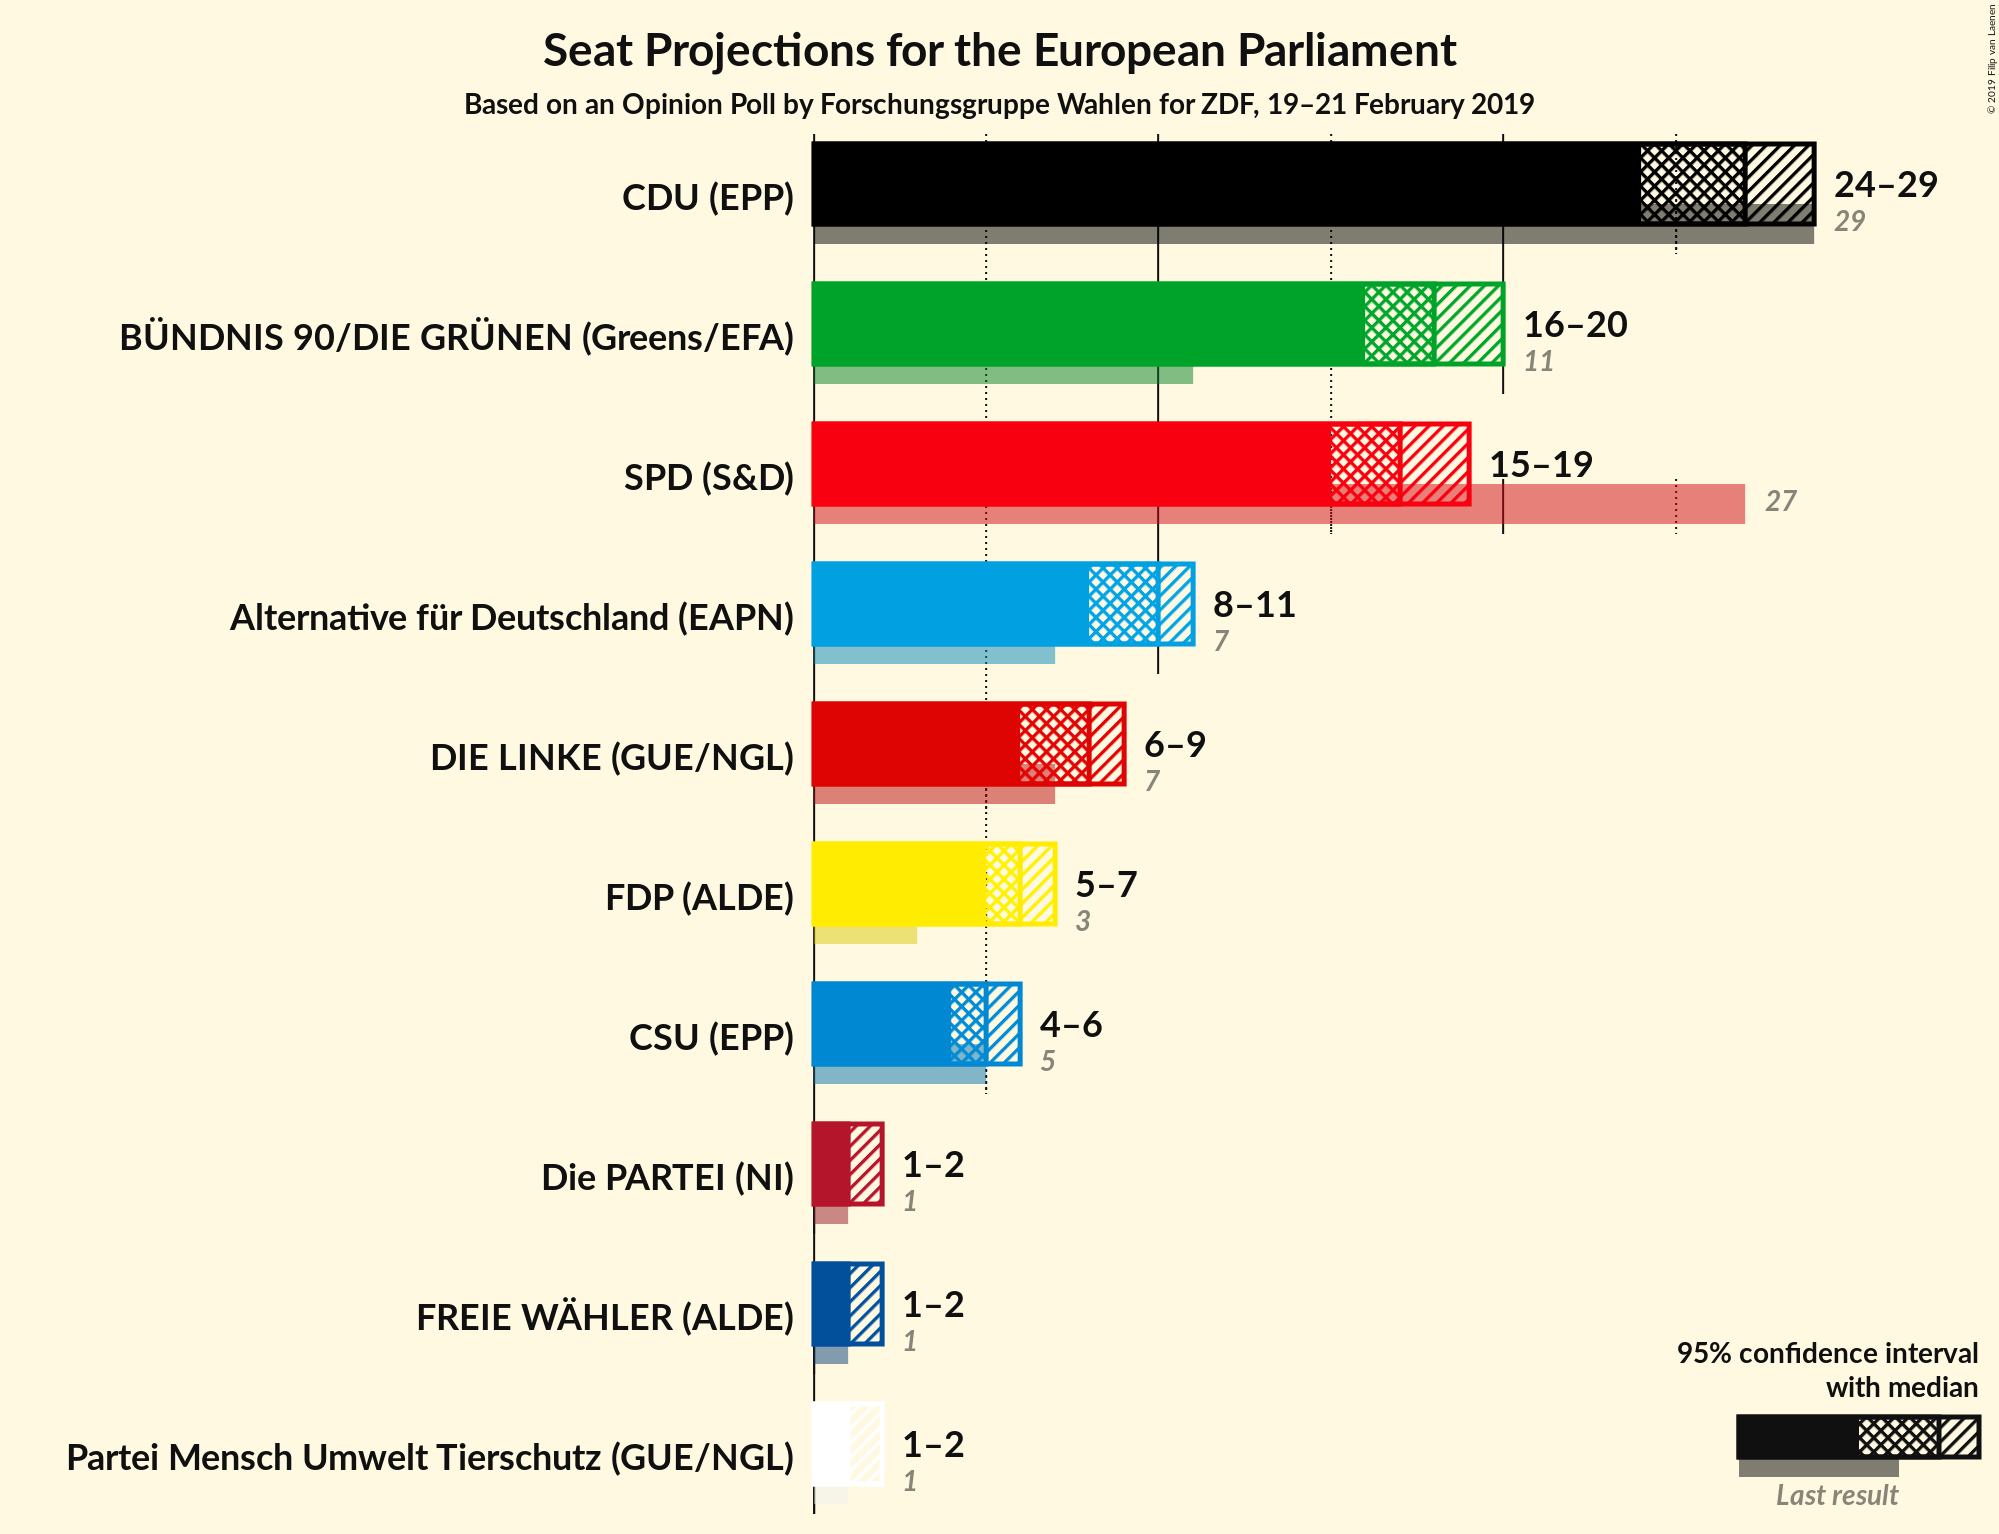 Seat Projections for the European Parliament
Based on an Opinion Poll by Forschungsgruppe Wahlen for ZDF, 19–21 February 2019
© 2019 Filip van Laenen
CDU (EPP)
24–29
29
BÜNDNIS 90/DIE GRÜNEN (Greens/EFA)
16–20
11
SPD (S&D)
15–19
27
Alternative für Deutschland (EAPN)
8–11
7
DIE LINKE (GUE/NGL)
6–9
7
FDP (ALDE)
5–7
3
CSU (EPP)
4–6
5
Die PARTEI (NI)
1–2
1
FREIE WÄHLER (ALDE)
1–2
1
Partei Mensch Umwelt Tierschutz (GUE/NGL)
1–2
1
95% confidence interval
with median
Last result